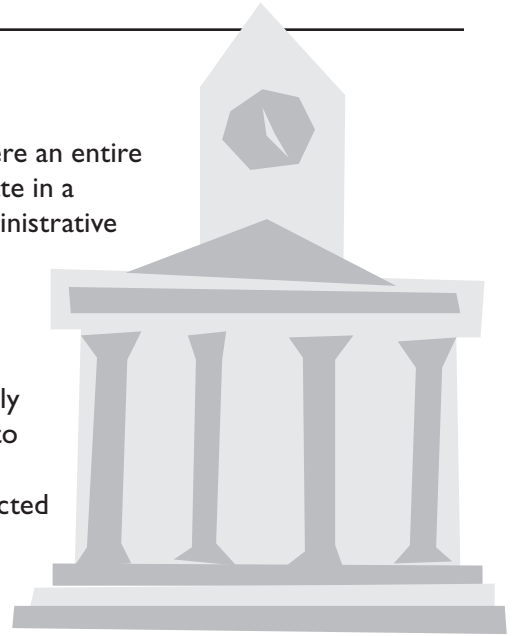 ere an entire
te in a
inistrative
ly
to
cted